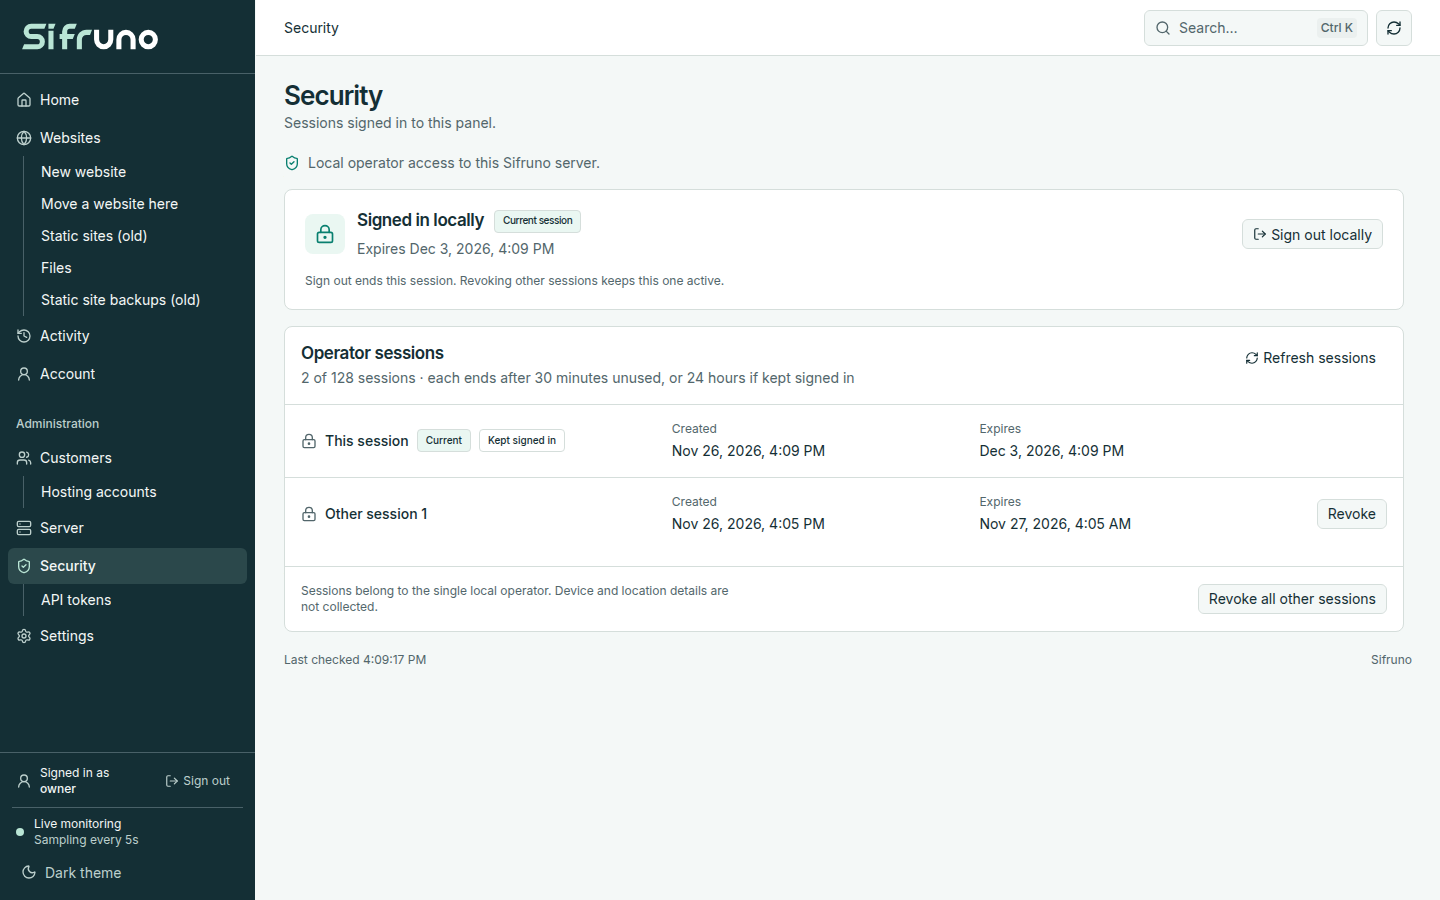 Sifruno
Security
Search...
Ctrl K
Home
Websites
New website
Move a website here
Static sites (old)
Files
Static site backups (old)
Activity
Account
Administration
Customers
Hosting accounts
Server
Security
API tokens
Settings
Signed in as
owner
Sign out
Live monitoring
Sampling every 5s
Dark theme
Security
Sessions signed in to this panel.
Local operator access to this Sifruno server.
Signed in locally
Current session
Expires Dec 3, 2026, 4:09 PM
Sign out locally
Sign out ends this session. Revoking other sessions keeps this one active.
Operator sessions
2 of 128 sessions · each ends after 30 minutes unused, or 24 hours if kept signed in
Refresh sessions
This session
Current
Kept signed in
Created
Nov 26, 2026, 4:09 PM
Expires
Dec 3, 2026, 4:09 PM
Other session 1
Created
Nov 26, 2026, 4:05 PM
Expires
Nov 27, 2026, 4:05 AM
Revoke
Sessions belong to the single local operator. Device and location details are
not collected.
Revoke all other sessions
Last checked 4:09:17 PM
Sifruno